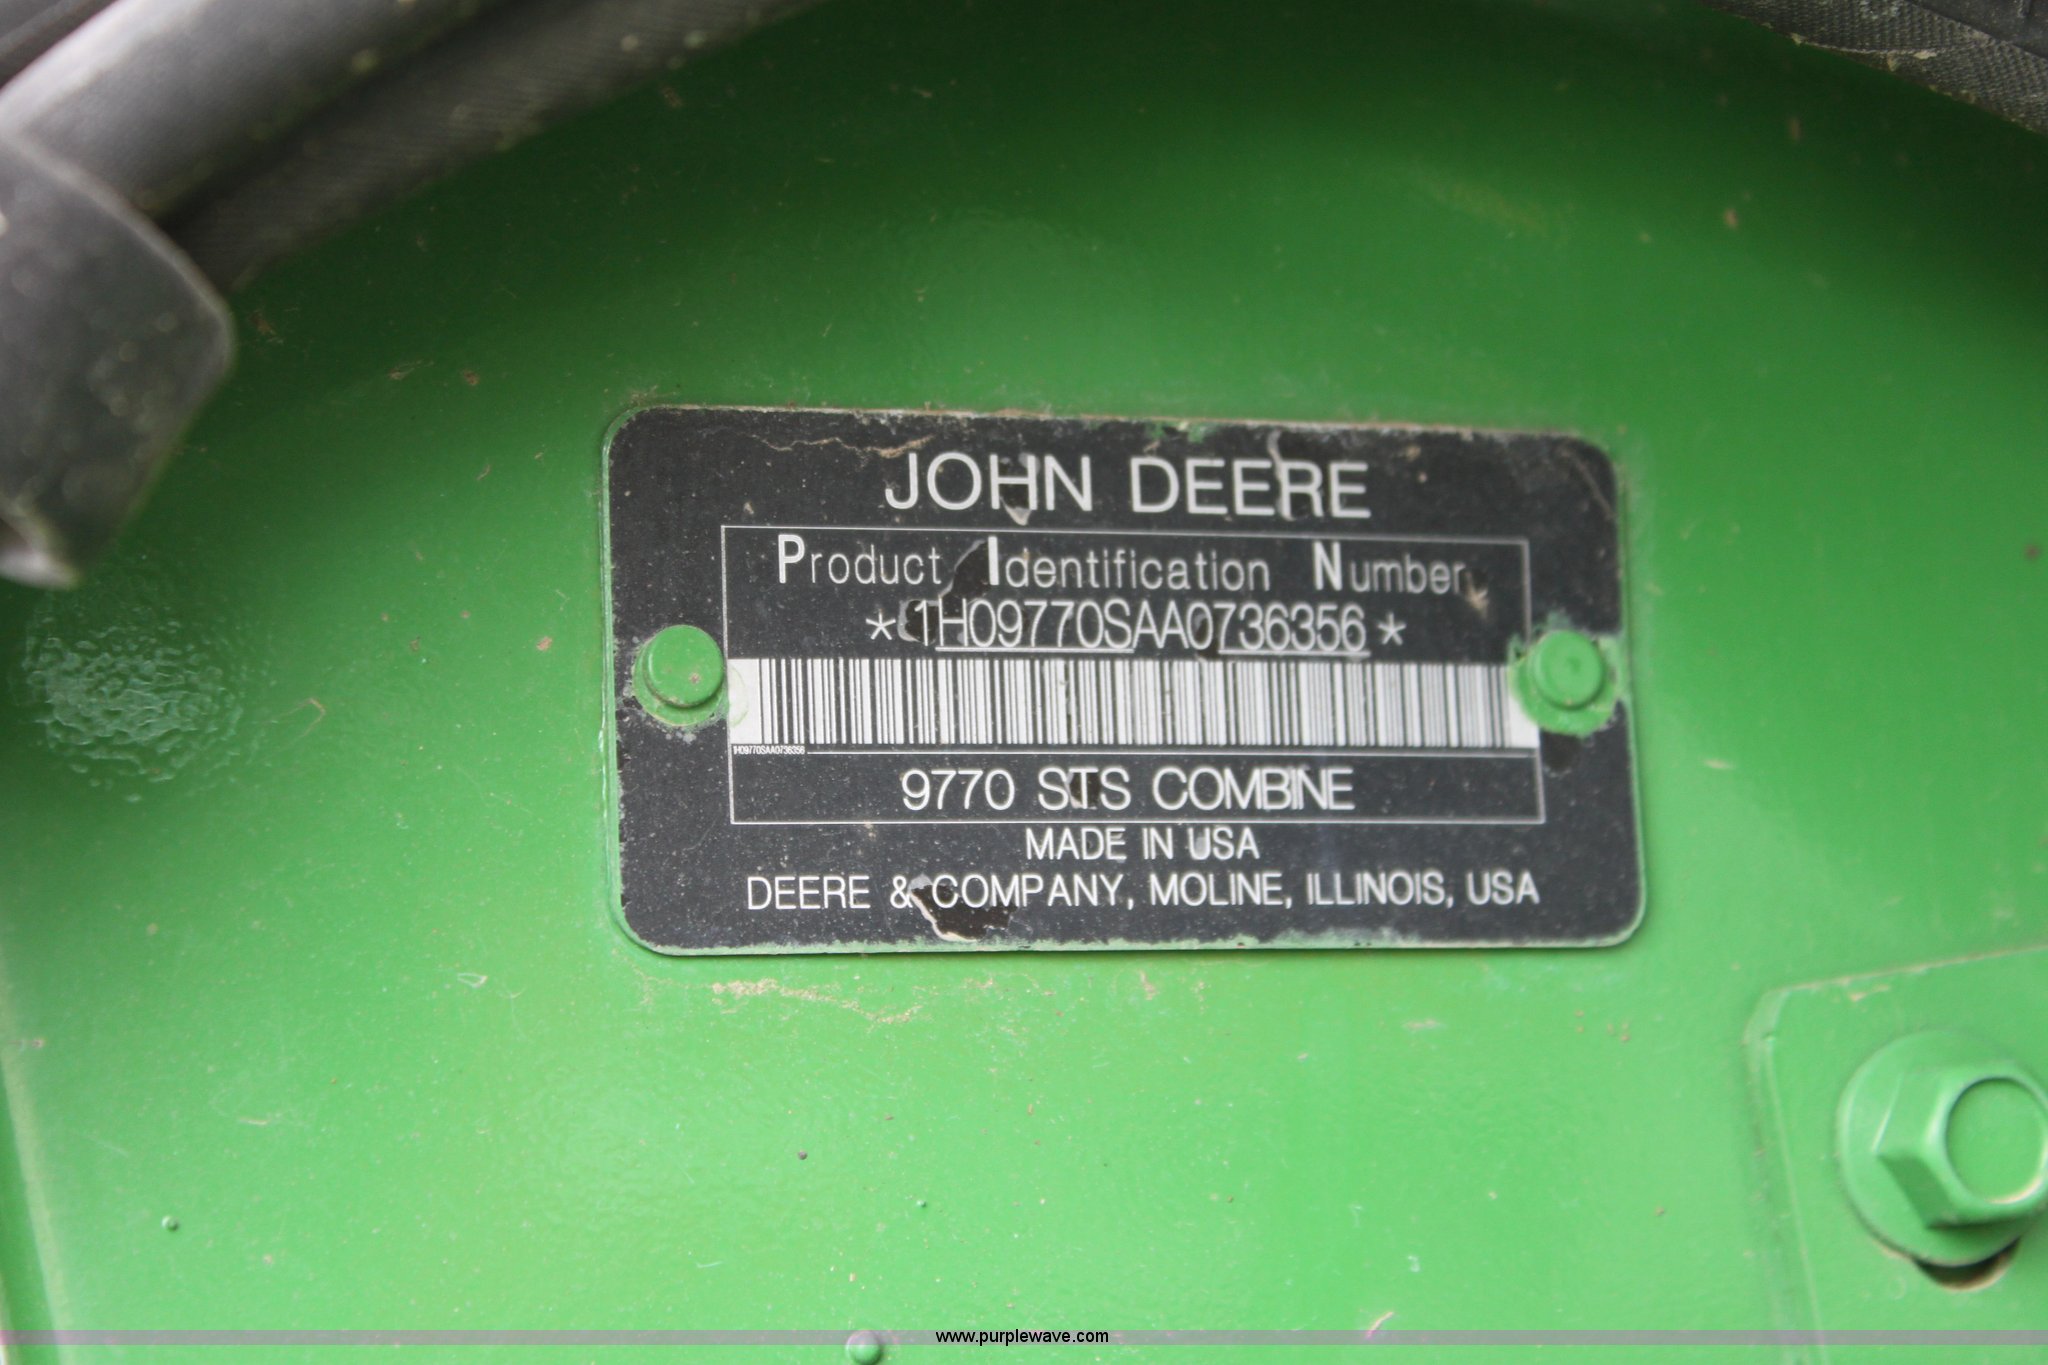 JOHN DEERE
Product Identification Number
*1H09770SAA0736356*
1H09770SAA0736356
9770 STS COMBINE
MADE IN USA
DEERE & COMPANY, MOLINE, ILLINOIS, USA
www.purplewave.com